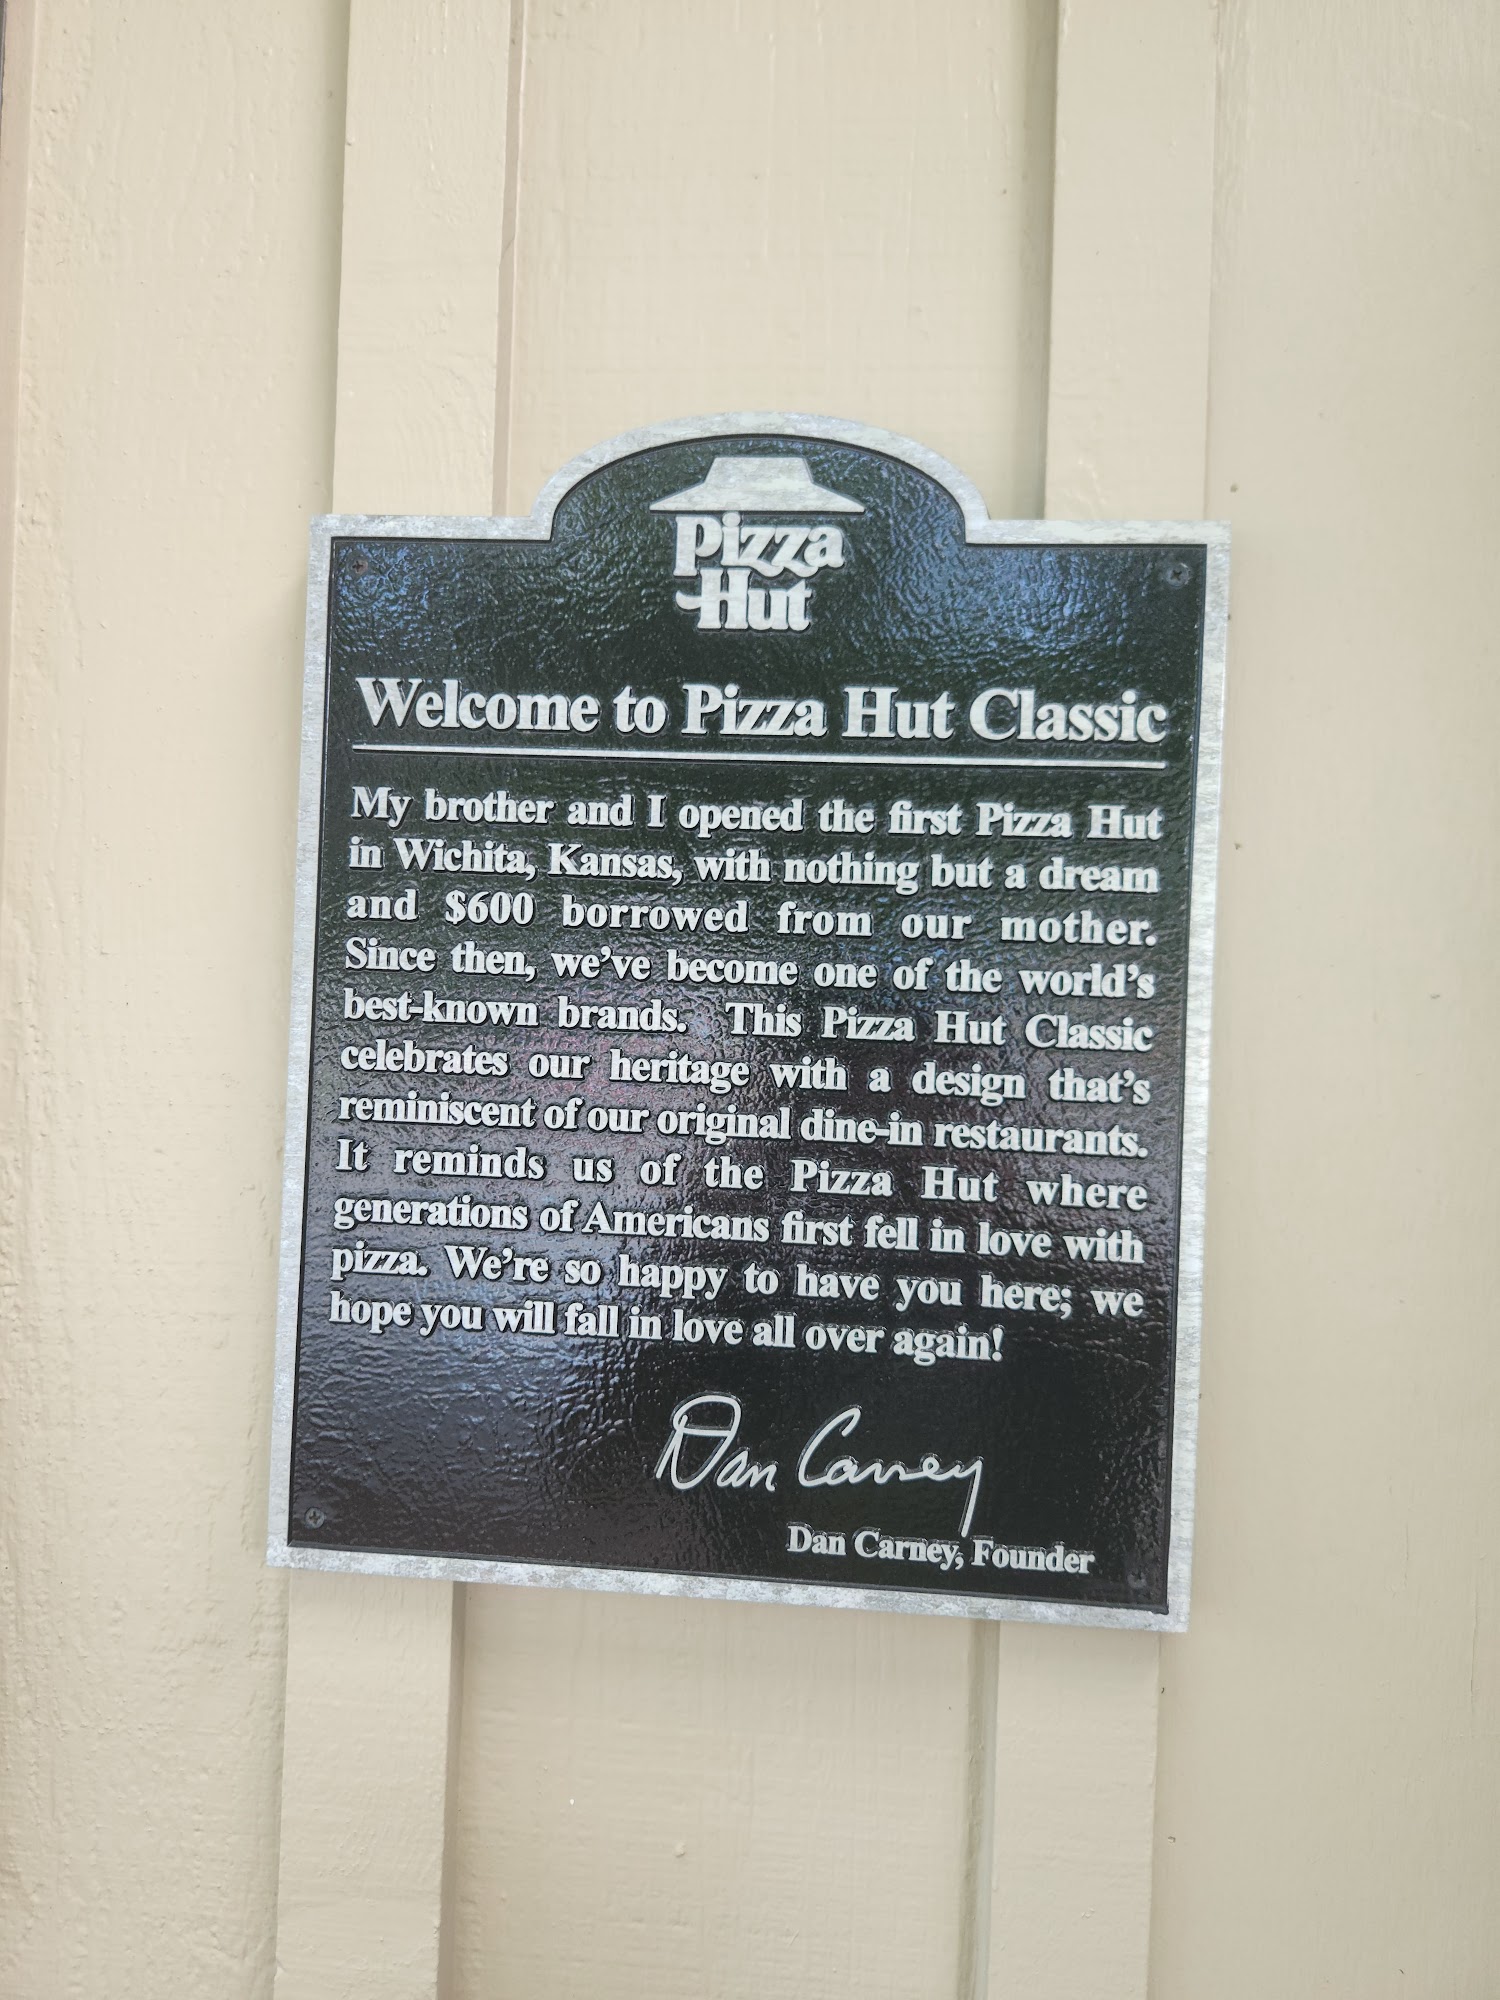 Pizza
Hut
Welcome to Pizza Hut Classic
My brother and I opened the first Pizza Hut
in Wichita, Kansas, with nothing but a dream
and $600 borrowed from our mother.
Since then, we've become one of the world's
best-known brands. This Pizza Hut Classic
celebrates our heritage with a design that's
reminiscent of our original dine-in restaurants.
It reminds us of the Pizza Hut where
generations of Americans first fell in love with
pizza. We're so happy to have you here; we
hope you will fall in love all over again!
Dan Carney
Dan Carney, Founder